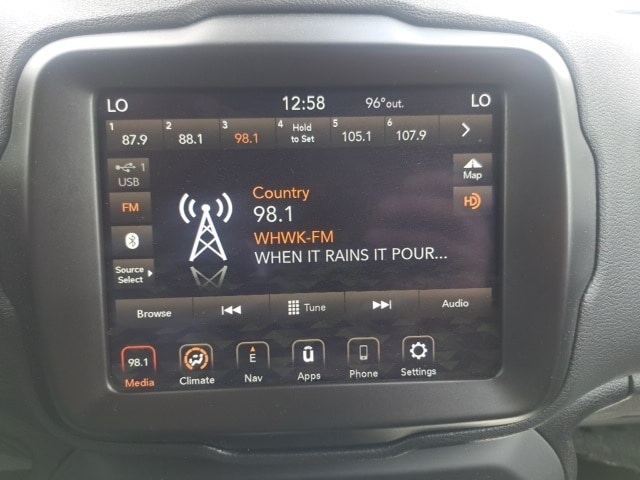 LO 12:58 96°out. LO
1 87.9 2 88.1 3 98.1 4 Hold to Set 5 105.1 6 107.9
1
USB
Map
FM
HD
Country
98.1
WHWK-FM
WHEN IT RAINS IT POUR...
Source
Select
Browse Tune Audio
98.1 E ū
Media Climate Nav Apps Phone Settings